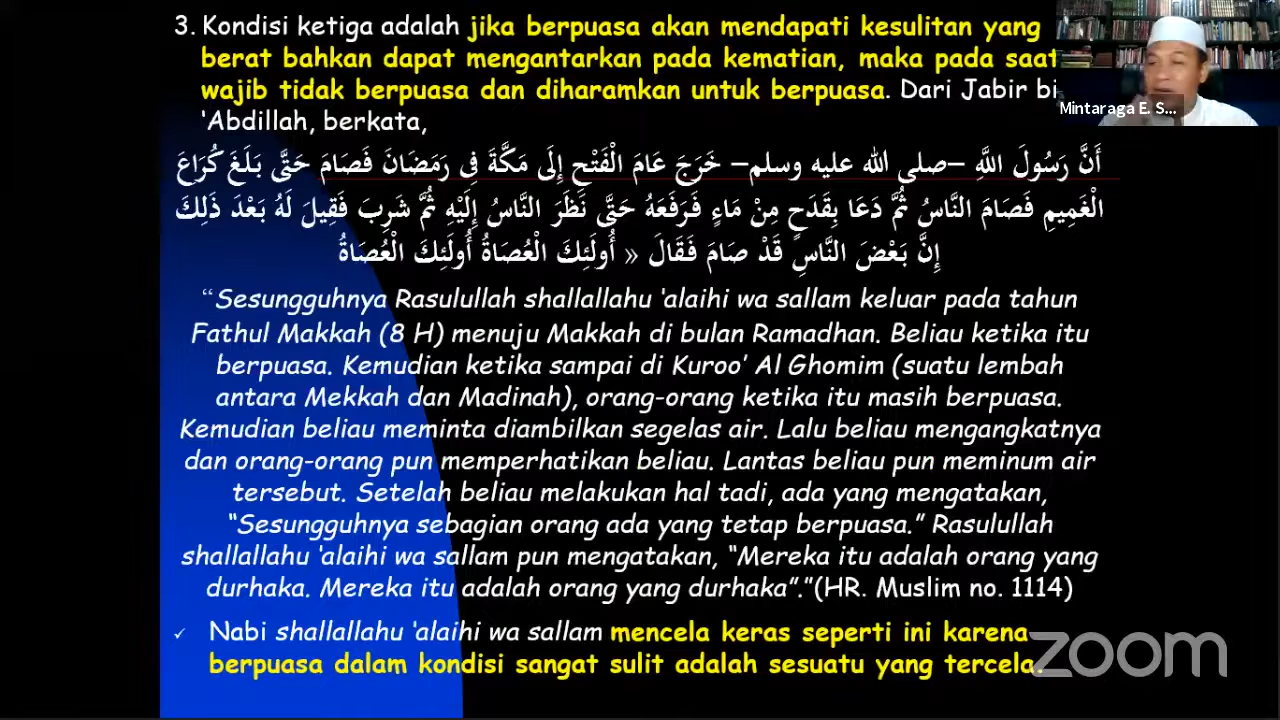 3. Kondisi ketiga adalah jika berpuasa akan mendapati kesulitan yang
berat bahkan dapat mengantarkan pada kematian, maka pada saat
wajib tidak berpuasa dan diharamkan untuk berpuasa. Dari Jabir bi
‘Abdillah, berkata,
أَنَّ رَسُولَ اللَّهِ –صلى الله عليه وسلم– خَرَجَ عَامَ الْفَتْحِ إِلَى مَكَّةَ فِى رَمَضَانَ فَصَامَ حَتَّى بَلَغَ كُرَاعَ
الْغَمِيمِ فَصَامَ النَّاسُ ثُمَّ دَعَا بِقَدَحٍ مِنْ مَاءٍ فَرَفَعَهُ حَتَّى نَظَرَ النَّاسُ إِلَيْهِ ثُمَّ شَرِبَ فَقِيلَ لَهُ بَعْدَ ذَلِكَ
إِنَّ بَعْضَ النَّاسِ قَدْ صَامَ فَقَالَ « أُولَئِكَ الْعُصَاةُ أُولَئِكَ الْعُصَاةُ
“Sesungguhnya Rasulullah shallallahu ‘alaihi wa sallam keluar pada tahun
Fathul Makkah (8 H) menuju Makkah di bulan Ramadhan. Beliau ketika itu
berpuasa. Kemudian ketika sampai di Kuroo’ Al Ghomim (suatu lembah
antara Mekkah dan Madinah), orang-orang ketika itu masih berpuasa.
Kemudian beliau meminta diambilkan segelas air. Lalu beliau mengangkatnya
dan orang-orang pun memperhatikan beliau. Lantas beliau pun meminum air
tersebut. Setelah beliau melakukan hal tadi, ada yang mengatakan,
“Sesungguhnya sebagian orang ada yang tetap berpuasa.” Rasulullah
shallallahu ‘alaihi wa sallam pun mengatakan, “Mereka itu adalah orang yang
durhaka. Mereka itu adalah orang yang durhaka”.”(HR. Muslim no. 1114)
✓ Nabi shallallahu ‘alaihi wa sallam mencela keras seperti ini karena
berpuasa dalam kondisi sangat sulit adalah sesuatu yang tercela.
Mintaraga E. S...
zoom